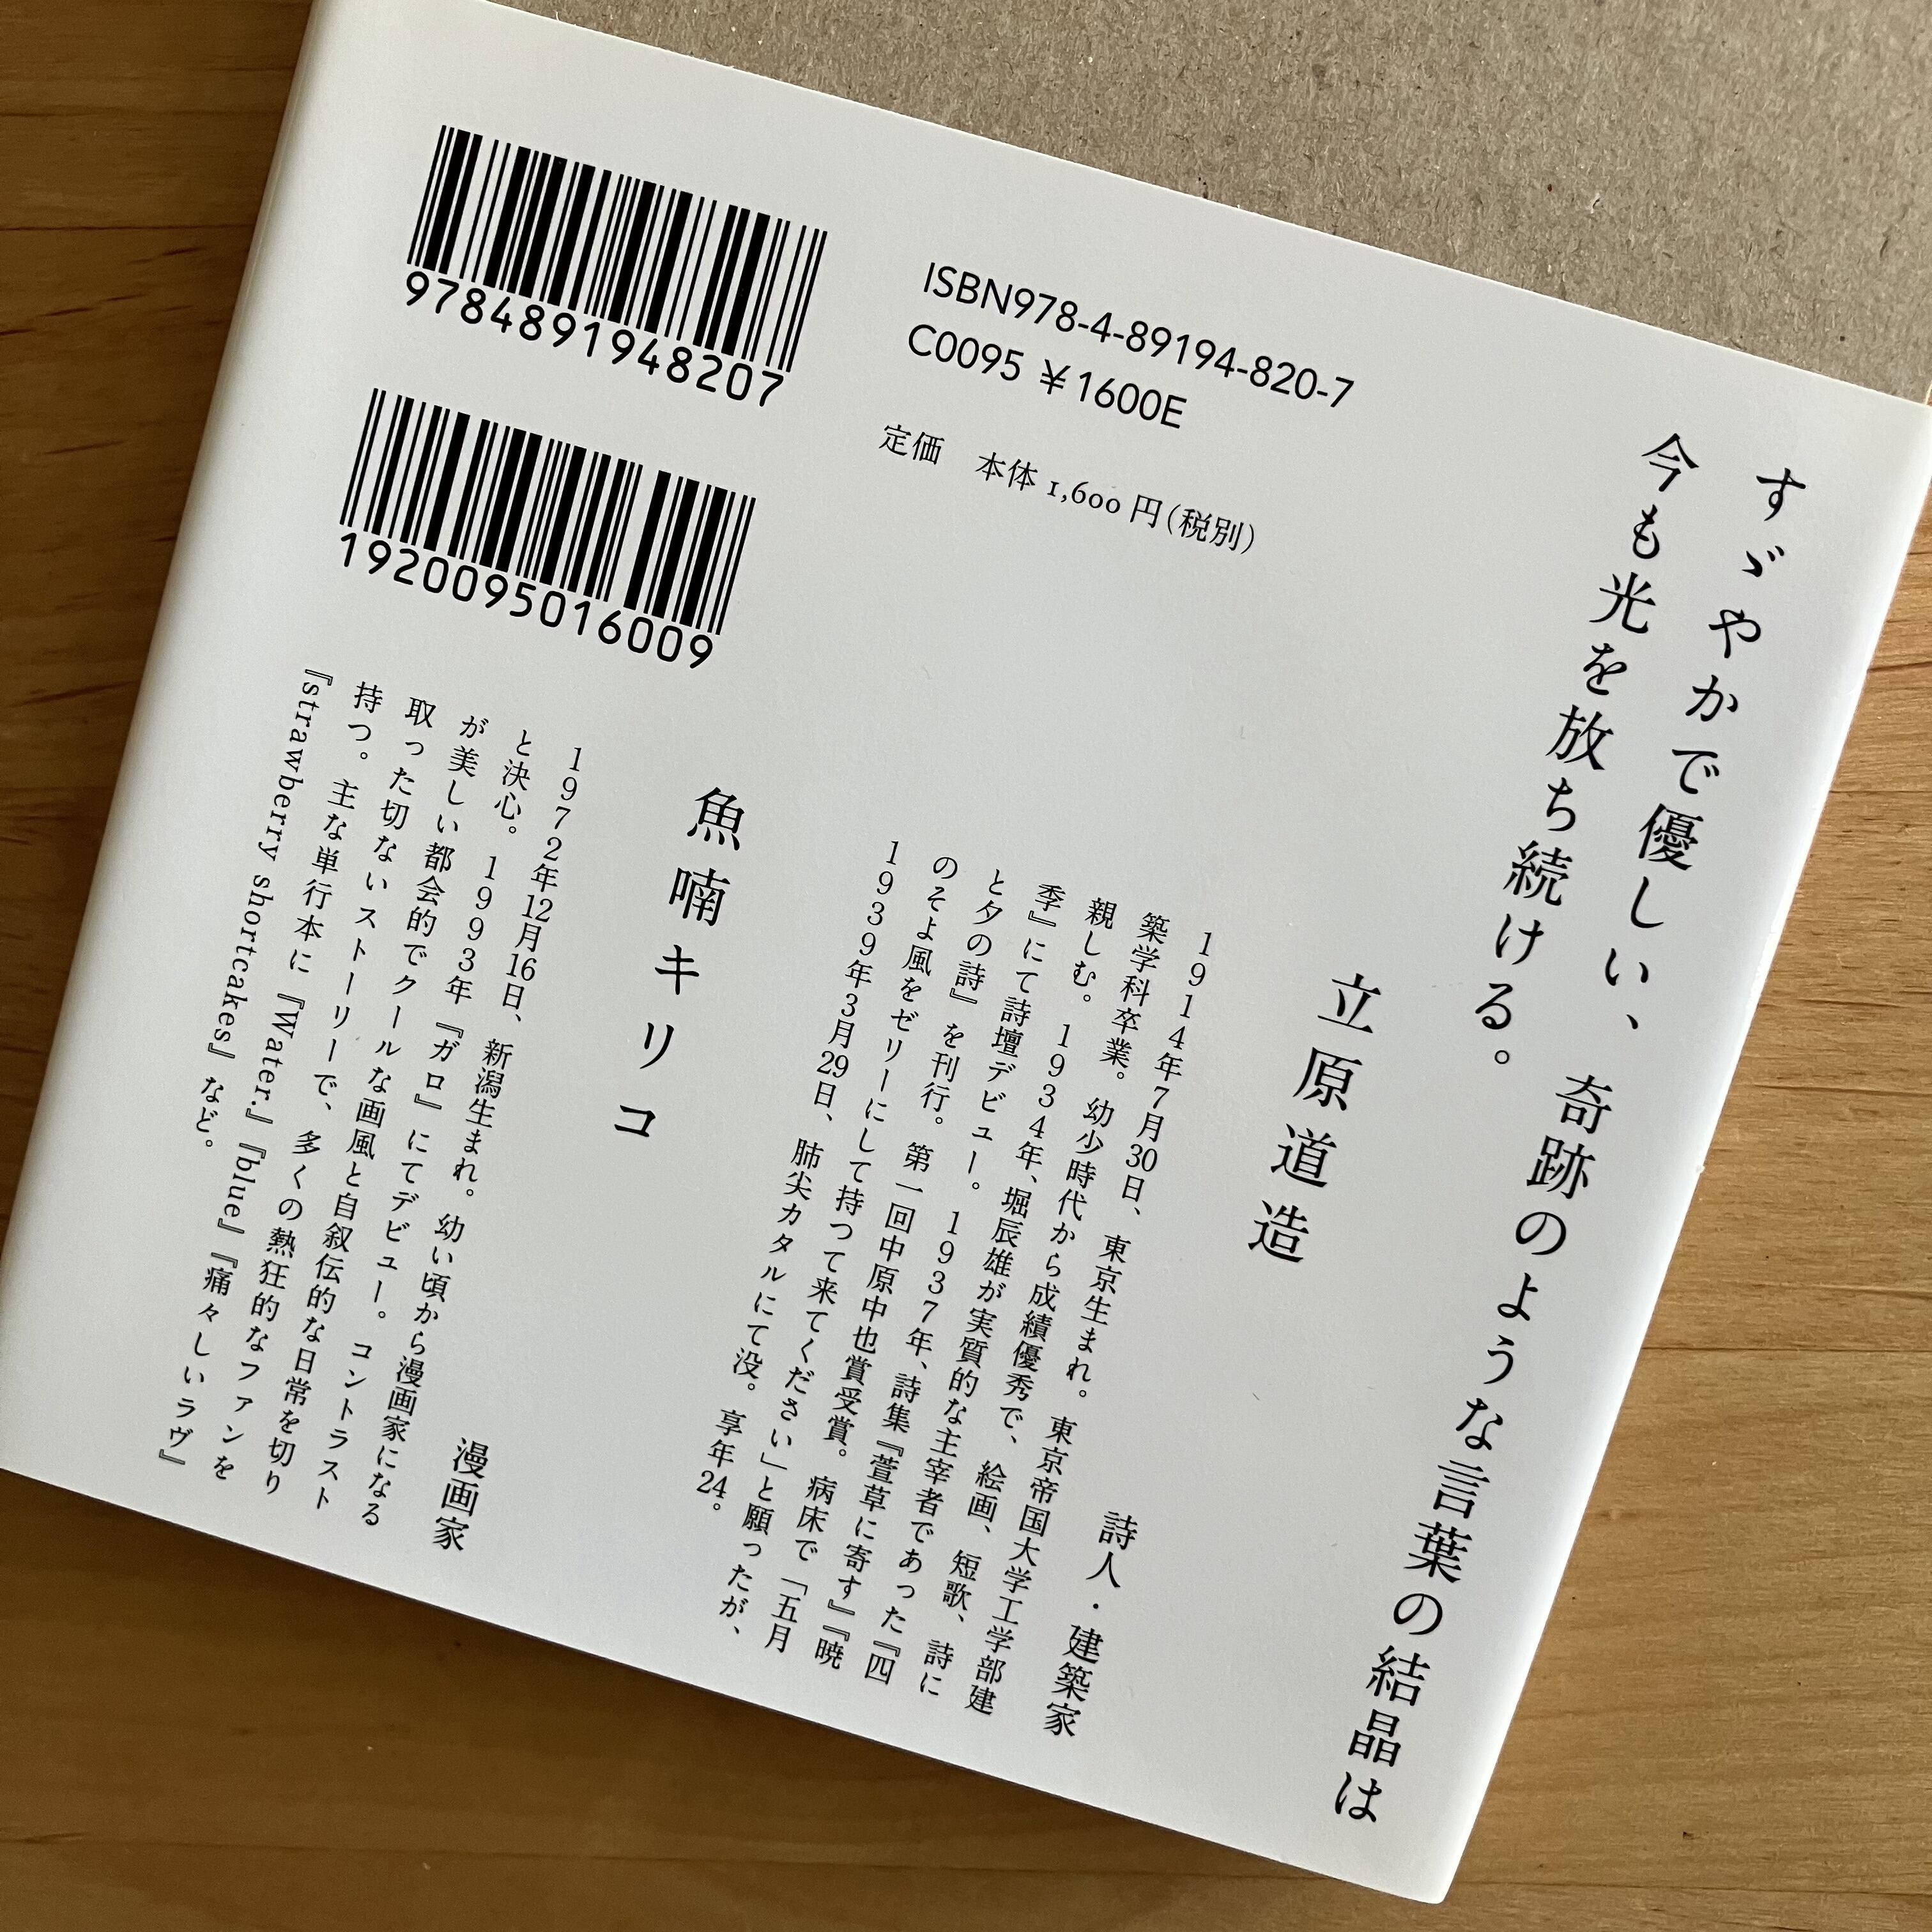 すゞやかで優しい、奇跡のような言葉の結晶は
今も光を放ち続ける。
ISBN978-4-89194-820-7
C0095 ¥1600E
定価　本体 1,600 円(税別)
9784891948207
1920095016009
立原道造
詩人・建築家
1914年7月30日、東京生まれ。東京帝国大学工学部建
築学科卒業。幼少時代から成績優秀で、絵画、短歌、詩に
親しむ。1934年、堀辰雄が実質的な主宰者であった『四
季』にて詩壇デビュー。1937年、詩集『萱草に寄す』『暁
と夕の詩』を刊行。第一回中原中也賞受賞。病床で「五月
のそよ風をゼリーにして持つて来てください」と願ったが、
1939年3月29日、肺尖カタルにて没。享年24。
魚喃キリコ
漫画家
1972年12月16日、新潟生まれ。幼い頃から漫画家になる
と決心。1993年『ガロ』にてデビュー。コントラスト
が美しい都会的でクールな画風と自叙伝的な日常を切り
取った切ないストーリーで、多くの熱狂的なファンを
持つ。主な単行本に『Water.』『blue』『痛々しいラヴ』
『strawberry shortcakes』など。